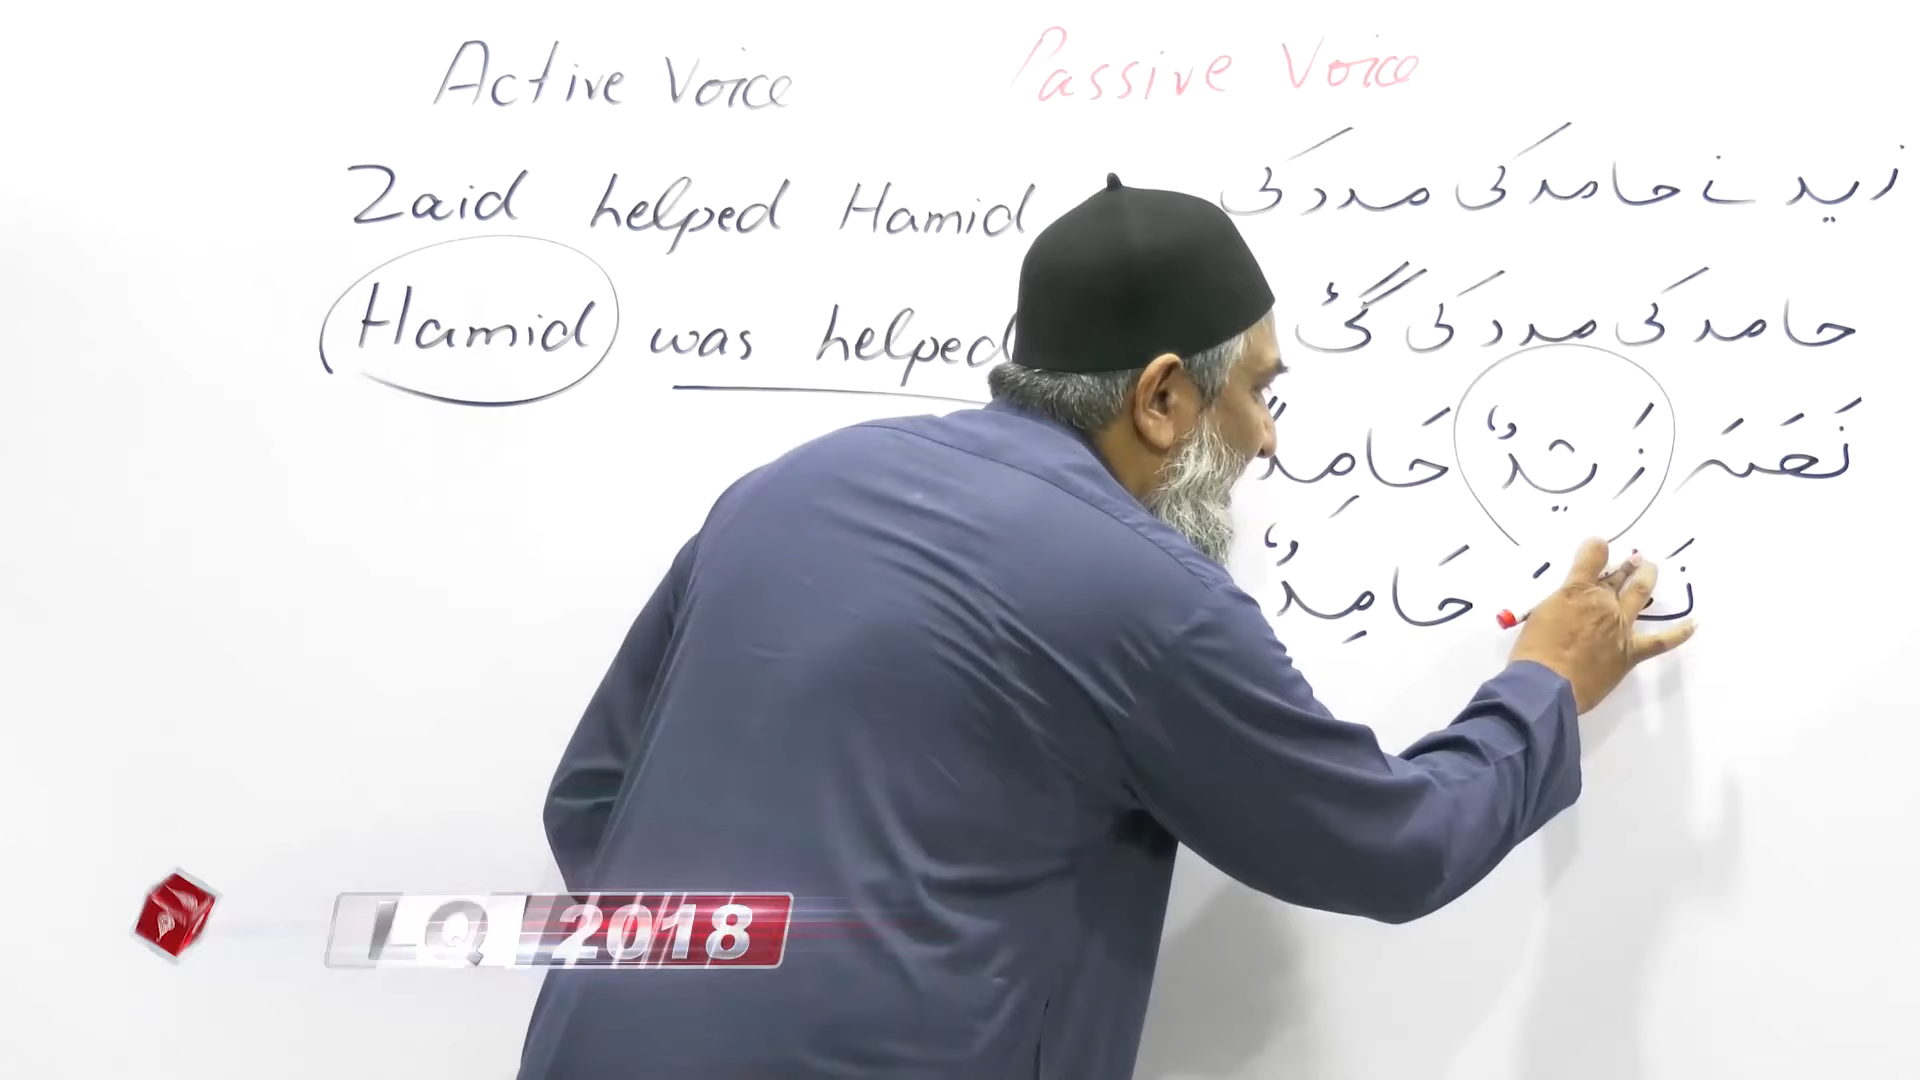 Active Voice Passive Voice
Zaid helped Hamid زید نے حامد کی مدد کی
Hamid was helped حامد کی مدد کی گئی
نَصَرَ زَيْدٌ حَامِدًا
حَامِدٌ
LQ 2018